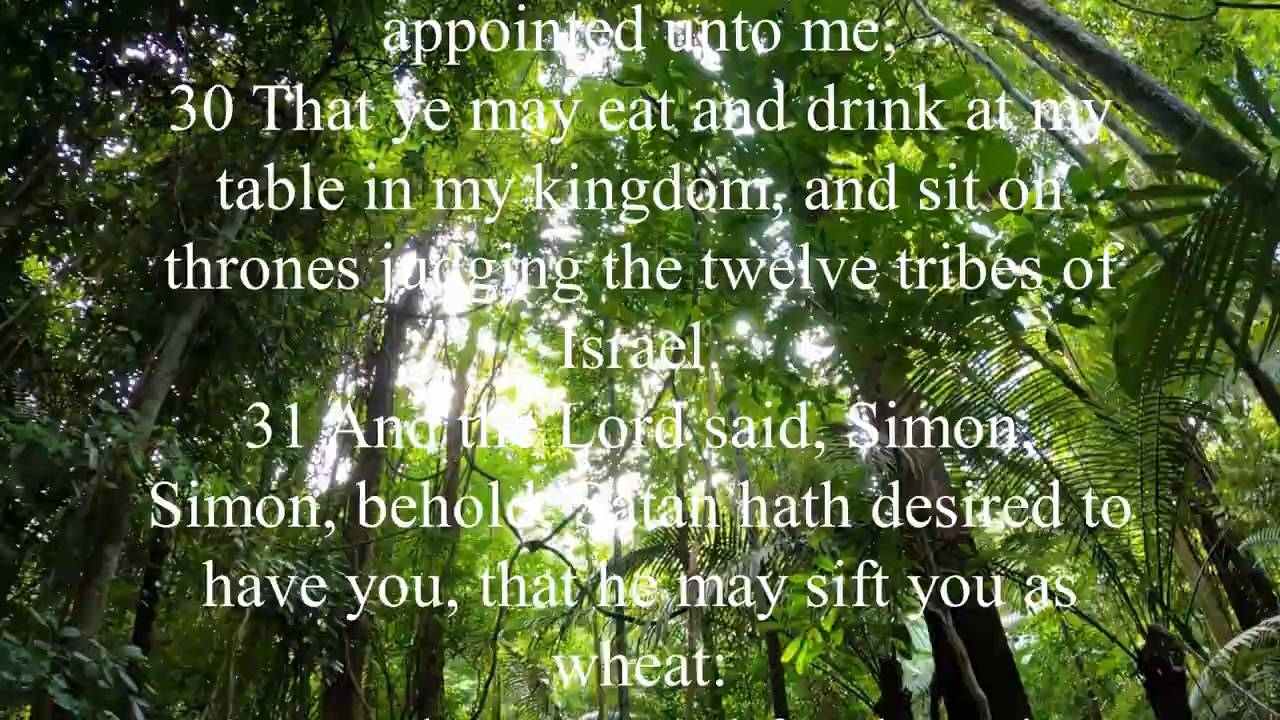 appointed unto me;
30 That ye may eat and drink at my
table in my kingdom, and sit on
thrones judging the twelve tribes of
Israel.
31 And the Lord said, Simon,
Simon, behold, Satan hath desired to
have you, that he may sift you as
wheat: